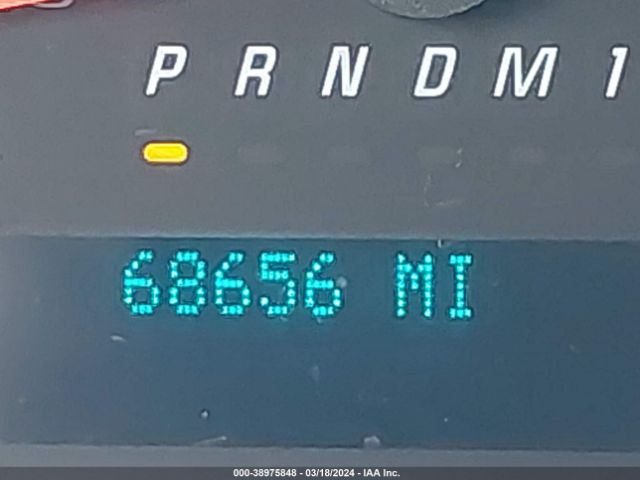 P R N D M 1
68656 MI
000-38975848 - 03/18/2024 - IAA Inc.